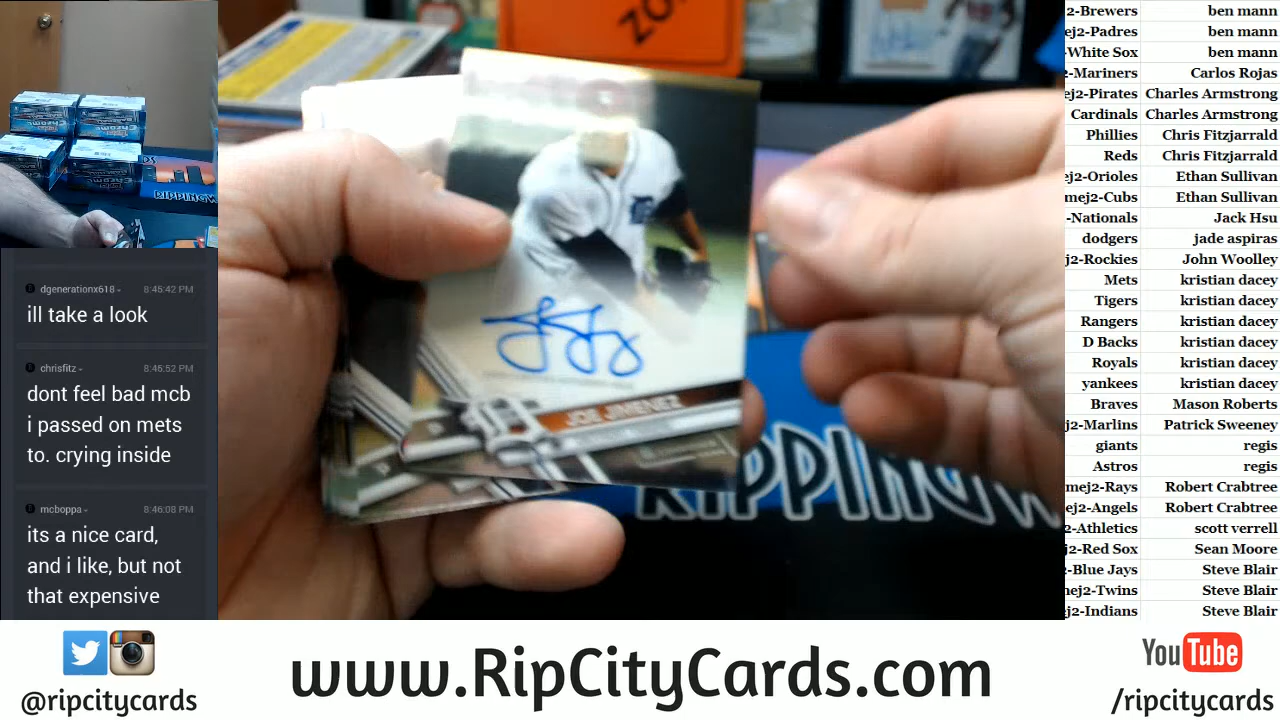 ZO
Chrome
RIPPINGW
dgenerationx618
8:45:42 PM
ill take a look
chrisfitz
8:46:52 PM
dont feel bad mcb
i passed on mets
to. crying inside
mcboppa
8:46:08 PM
its a nice card,
and i like, but not
that expensive
JOE JIMENEZ
RIPPINGW
2-Brewers ben mann
ej2-Padres ben mann
-White Sox ben mann
2-Mariners Carlos Rojas
ej2-Pirates Charles Armstrong
Cardinals Charles Armstrong
Phillies Chris Fitzjarrald
Reds Chris Fitzjarrald
ej2-Orioles Ethan Sullivan
mej2-Cubs Ethan Sullivan
-Nationals Jack Hsu
dodgers jade aspiras
j2-Rockies John Woolley
Mets kristian dacey
Tigers kristian dacey
Rangers kristian dacey
D Backs kristian dacey
Royals kristian dacey
yankees kristian dacey
Braves Mason Roberts
j2-Marlins Patrick Sweeney
giants regis
Astros regis
mej2-Rays Robert Crabtree
ej2-Angels Robert Crabtree
2-Athletics scott verrell
ej2-Red Sox Sean Moore
2-Blue Jays Steve Blair
nej2-Twins Steve Blair
ej2-Indians Steve Blair
@ripcitycards
www.RipCityCards.com
YouTube
/ripcitycards